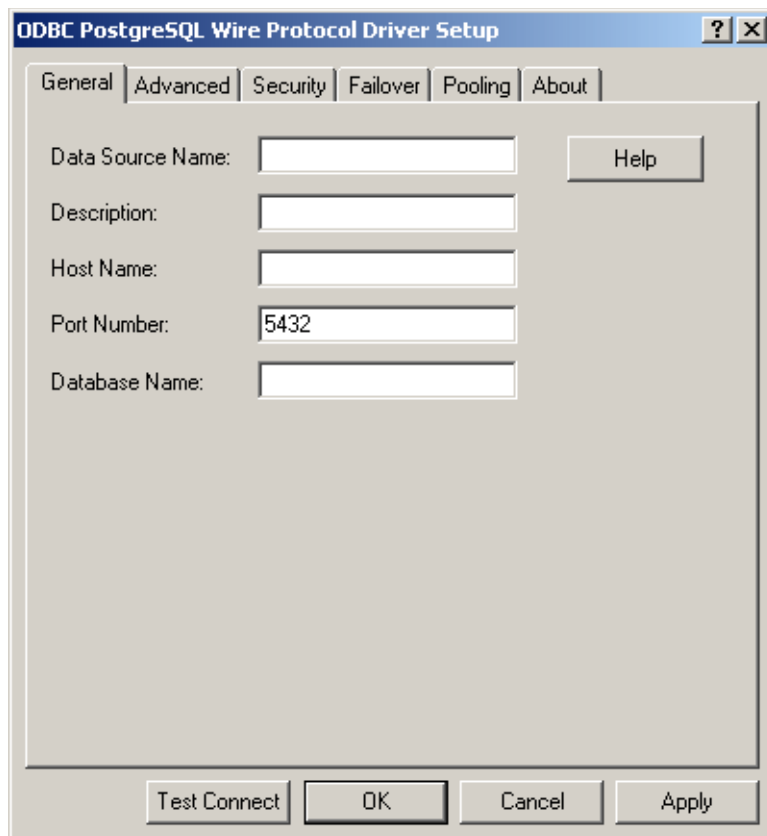 ODBC PostgreSQL Wire Protocol Driver Setup
General Advanced Security Failover Pooling About
Data Source Name: Help
Description:
Host Name:
Port Number: 5432
Database Name:
Test Connect OK Cancel Apply